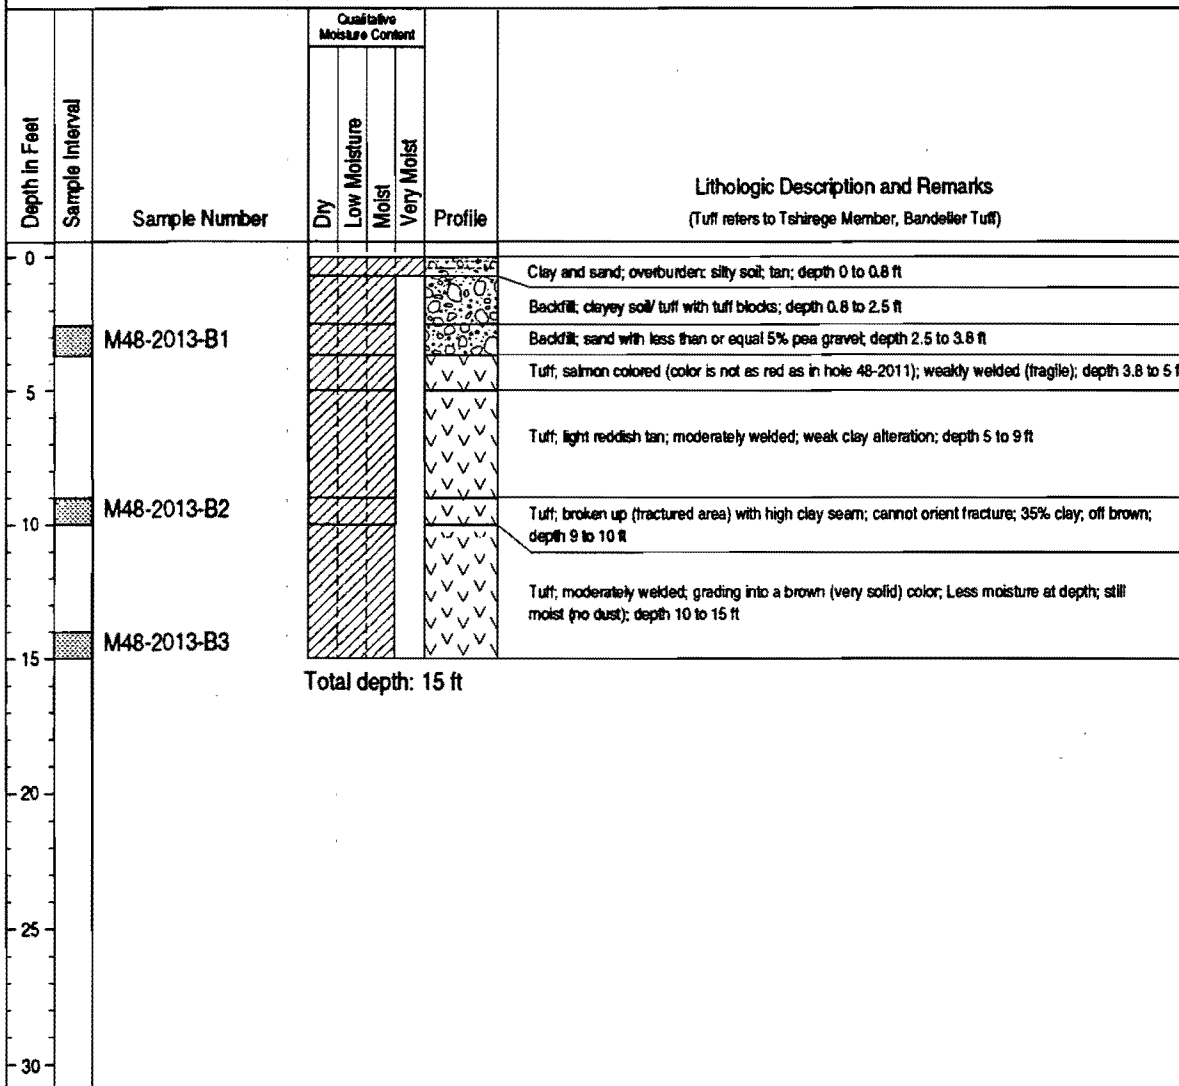 Qualitative
Moisture Content
Depth in Feet
Sample Interval
Sample Number
Dry
Low Moisture
Moist
Very Moist
Profile
Lithologic Description and Remarks
(Tuff refers to Tshirege Member, Bandelier Tuff)
0
Clay and sand; overburden: silty soil; tan; depth 0 to 0.8 ft
Backfill; clayey soil/ tuff with tuff blocks; depth 0.8 to 2.5 ft
M48-2013-B1
Backfill; sand with less than or equal 5% pea gravel; depth 2.5 to 3.8 ft
Tuff; salmon colored (color is not as red as in hole 48-2011); weakly welded (fragile); depth 3.8 to 5 f
5
Tuff; light reddish tan; moderately welded; weak clay alteration; depth 5 to 9 ft
M48-2013-B2
Tuff; broken up (fractured area) with high clay seam; cannot orient fracture; 35% clay; off brown;
depth 9 to 10 ft
10
Tuff; moderately welded; grading into a brown (very solid) color; Less moisture at depth; still
moist (no dust); depth 10 to 15 ft
M48-2013-B3
15
Total depth: 15 ft
20
25
30